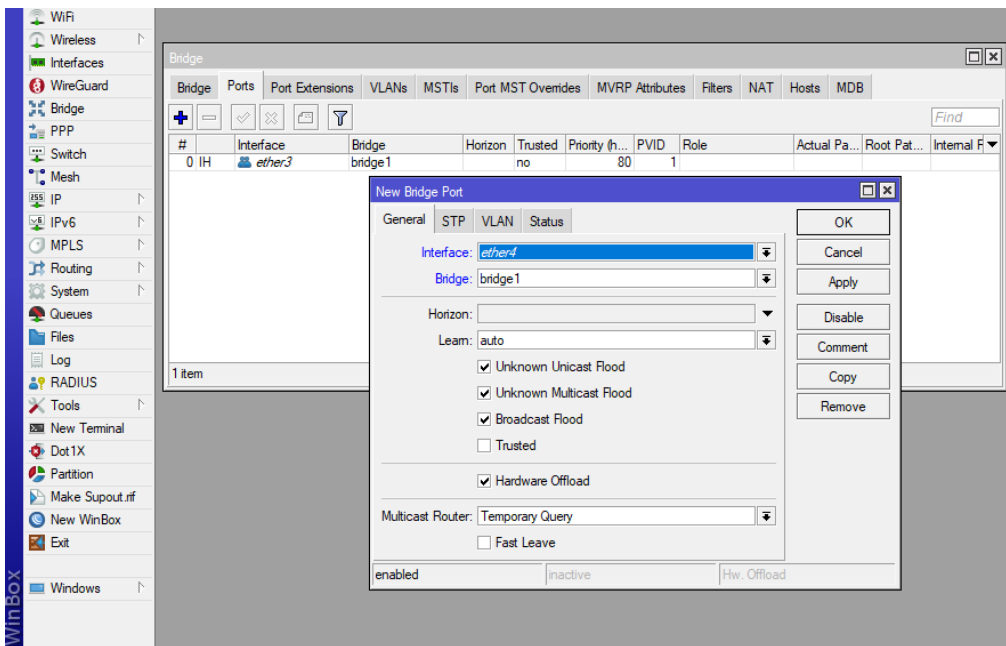 WiFi
Wireless
Interfaces
WireGuard
Bridge
PPP
Switch
Mesh
IP
IPv6
MPLS
Routing
System
Queues
Files
Log
RADIUS
Tools
New Terminal
Dot1X
Partition
Make Supout.rif
New WinBox
Exit
Windows
WinBox
Bridge
Bridge Ports Port Extensions VLANs MSTIs Port MST Overrides MVRP Attributes Filters NAT Hosts MDB
Find
# Interface Bridge Horizon Trusted Priority (h... PVID Role Actual Pa... Root Pat... Internal P
0 IH ether3 bridge1 no 80 1
1 item
New Bridge Port
General STP VLAN Status
Interface: ether4
Bridge: bridge1
Horizon:
Learn: auto
Unknown Unicast Flood
Unknown Multicast Flood
Broadcast Flood
Trusted
Hardware Offload
Multicast Router: Temporary Query
Fast Leave
enabled inactive Hw. Offload
OK
Cancel
Apply
Disable
Comment
Copy
Remove